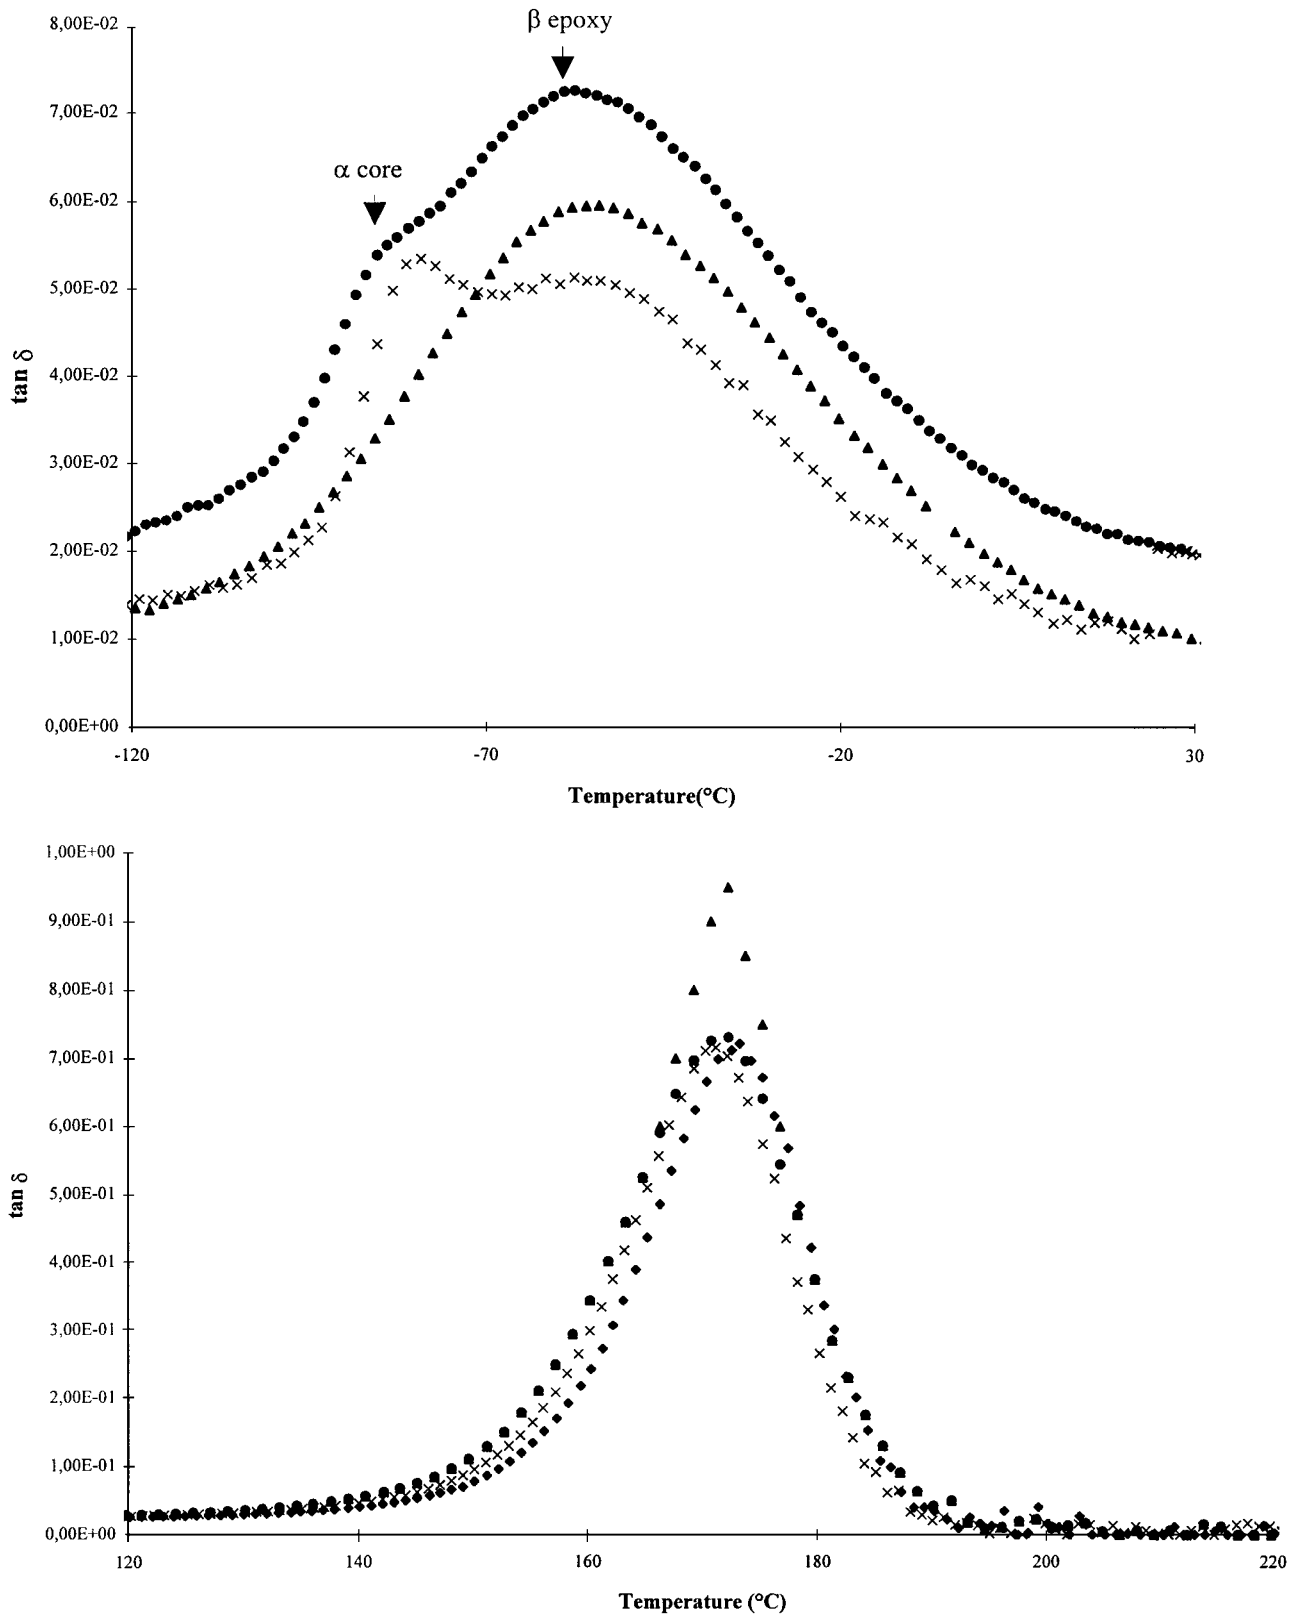 8,00E-02
β epoxy
7,00E-02
α core
6,00E-02
5,00E-02
tan δ
4,00E-02
3,00E-02
2,00E-02
1,00E-02
0,00E+00
-120 -70 -20 30
Temperature(°C)
1,00E+00
9,00E-01
8,00E-01
7,00E-01
6,00E-01
tan δ
5,00E-01
4,00E-01
3,00E-01
2,00E-01
1,00E-01
0,00E+00
120 140 160 180 200 220
Temperature (°C)